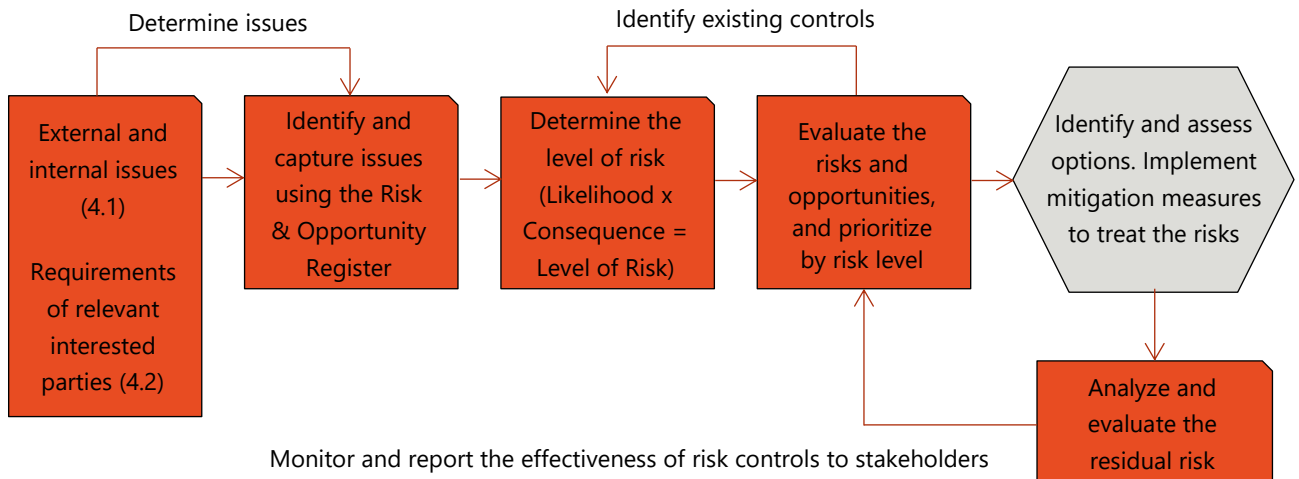 Determine issues
Identify existing controls
External and
internal issues
(4.1)
Requirements
of relevant
interested
parties (4.2)
Identify and
capture issues
using the Risk
& Opportunity
Register
Determine the
level of risk
(Likelihood x
Consequence =
Level of Risk)
Evaluate the
risks and
opportunities,
and prioritize
by risk level
Identify and assess
options. Implement
mitigation measures
to treat the risks
Analyze and
evaluate the
residual risk
Monitor and report the effectiveness of risk controls to stakeholders